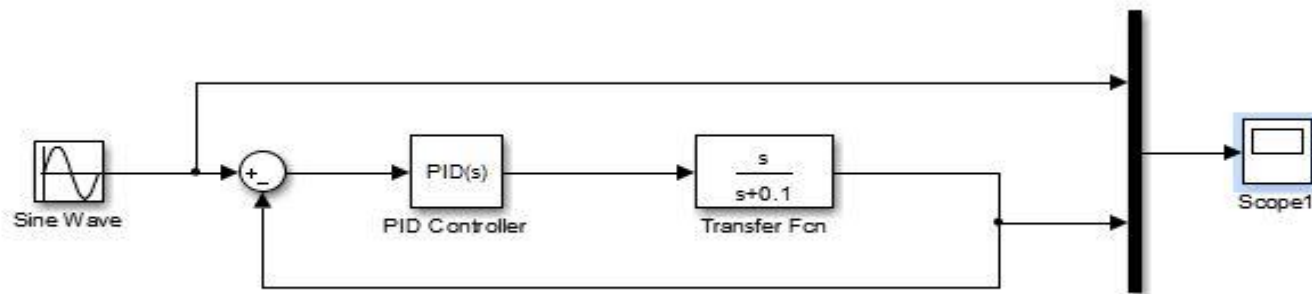 +
−
PID(s)
s
s+0.1
Sine Wave
PID Controller
Transfer Fcn
Scope1